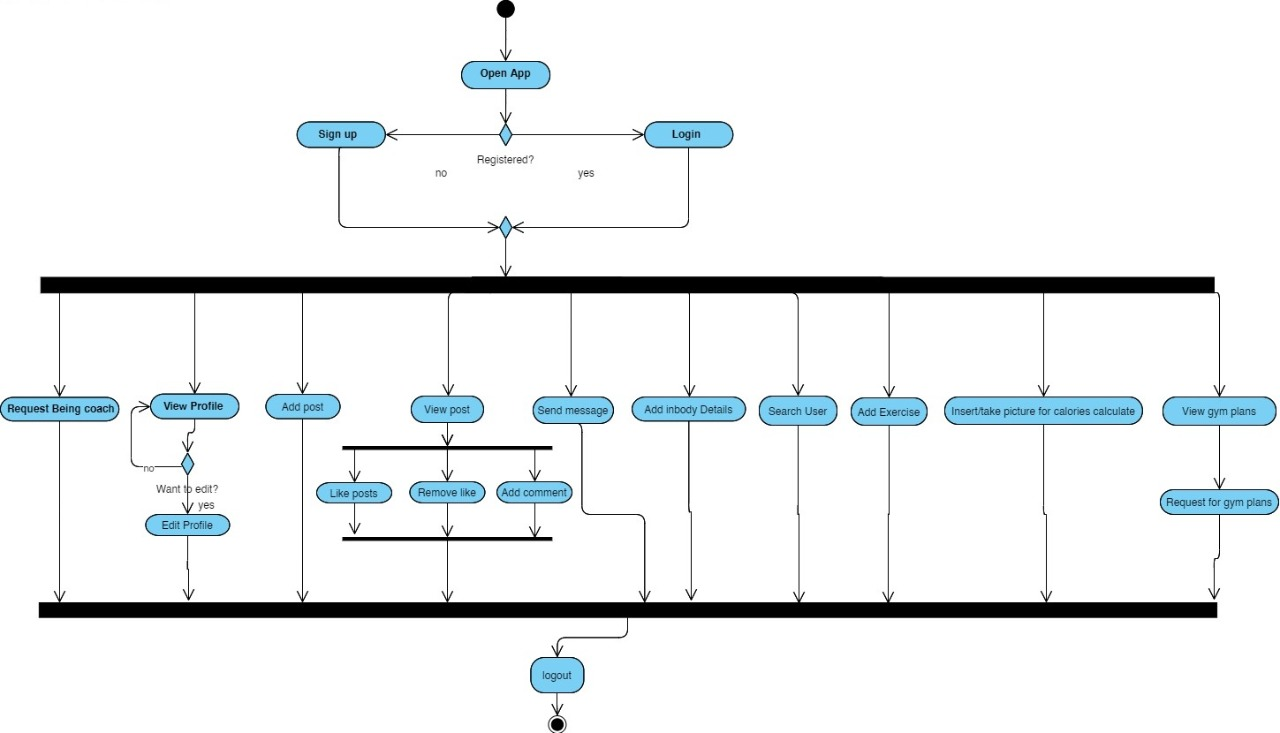 Open App
Sign up
Login
Registered?
no
yes
Request Being coach
View Profile
Add post
View post
Send message
Add inbody Details
Search User
Add Exercise
Insert/take picture for calories calculate
View gym plans
no
Want to edit?
yes
Edit Profile
Like posts
Remove like
Add comment
Request for gym plans
logout